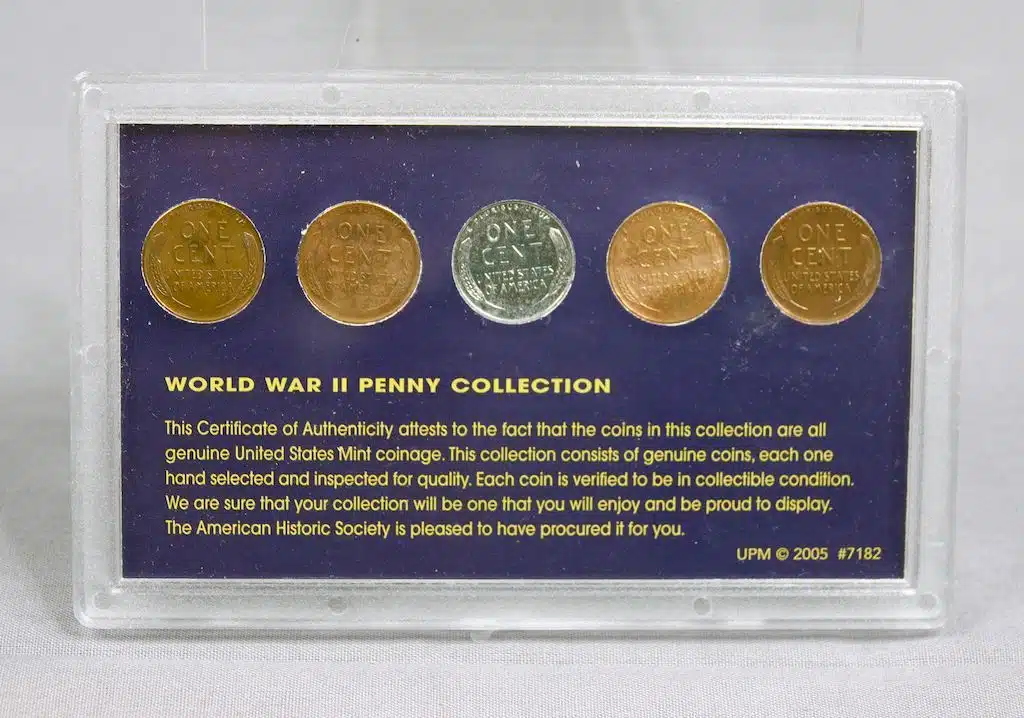 ONE CENT UNITED STATES OF AMERICA
ONE CENT UNITED STATES OF AMERICA
E PLURIBUS UNUM ONE CENT UNITED STATES OF AMERICA
ONE CENT UNITED STATES OF AMERICA
ONE CENT UNITED STATES OF AMERICA
WORLD WAR II PENNY COLLECTION
This Certificate of Authenticity attests to the fact that the coins in this collection are all
genuine United States Mint coinage. This collection consists of genuine coins, each one
hand selected and inspected for quality. Each coin is verified to be in collectible condition.
We are sure that your collection will be one that you will enjoy and be proud to display.
The American Historic Society is pleased to have procured it for you.
UPM © 2005 #7182